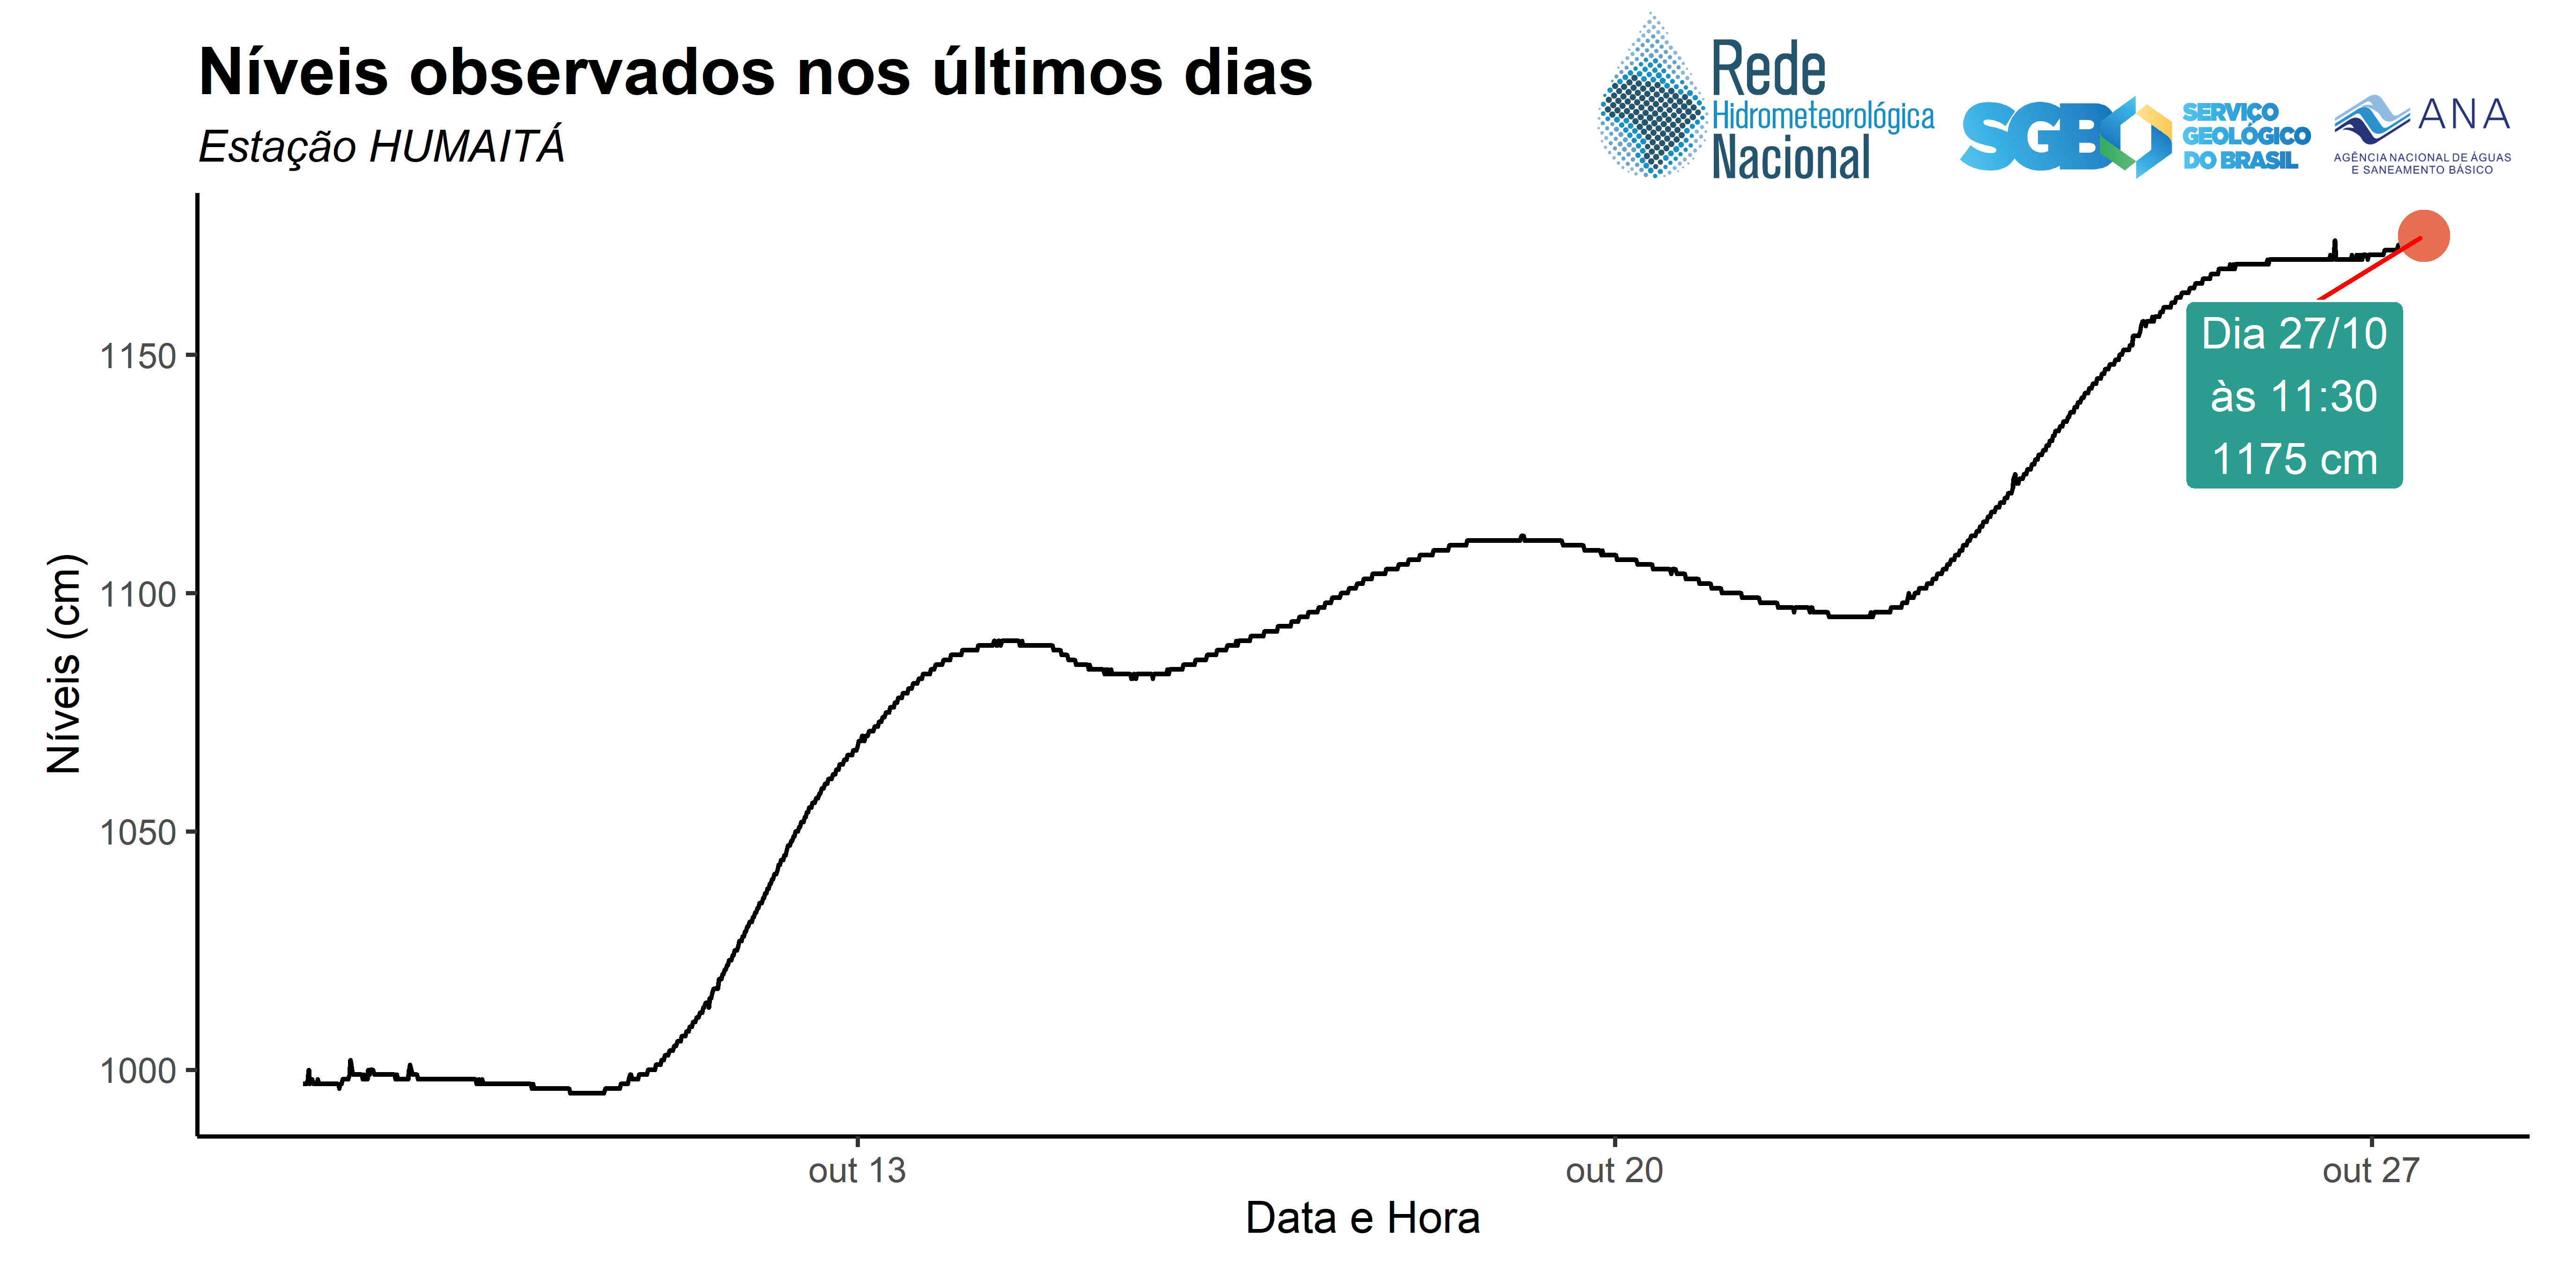 Níveis observados nos últimos dias
Estação HUMAITÁ
Rede
Hidrometeorológica
Nacional
SGB
SERVIÇO
GEOLÓGICO
DO BRASIL
ANA
AGÊNCIA NACIONAL DE ÁGUAS
E SANEAMENTO BÁSICO
Níveis (cm)
1150
1100
1050
1000
Dia 27/10
às 11:30
1175 cm
out 13
out 20
out 27
Data e Hora